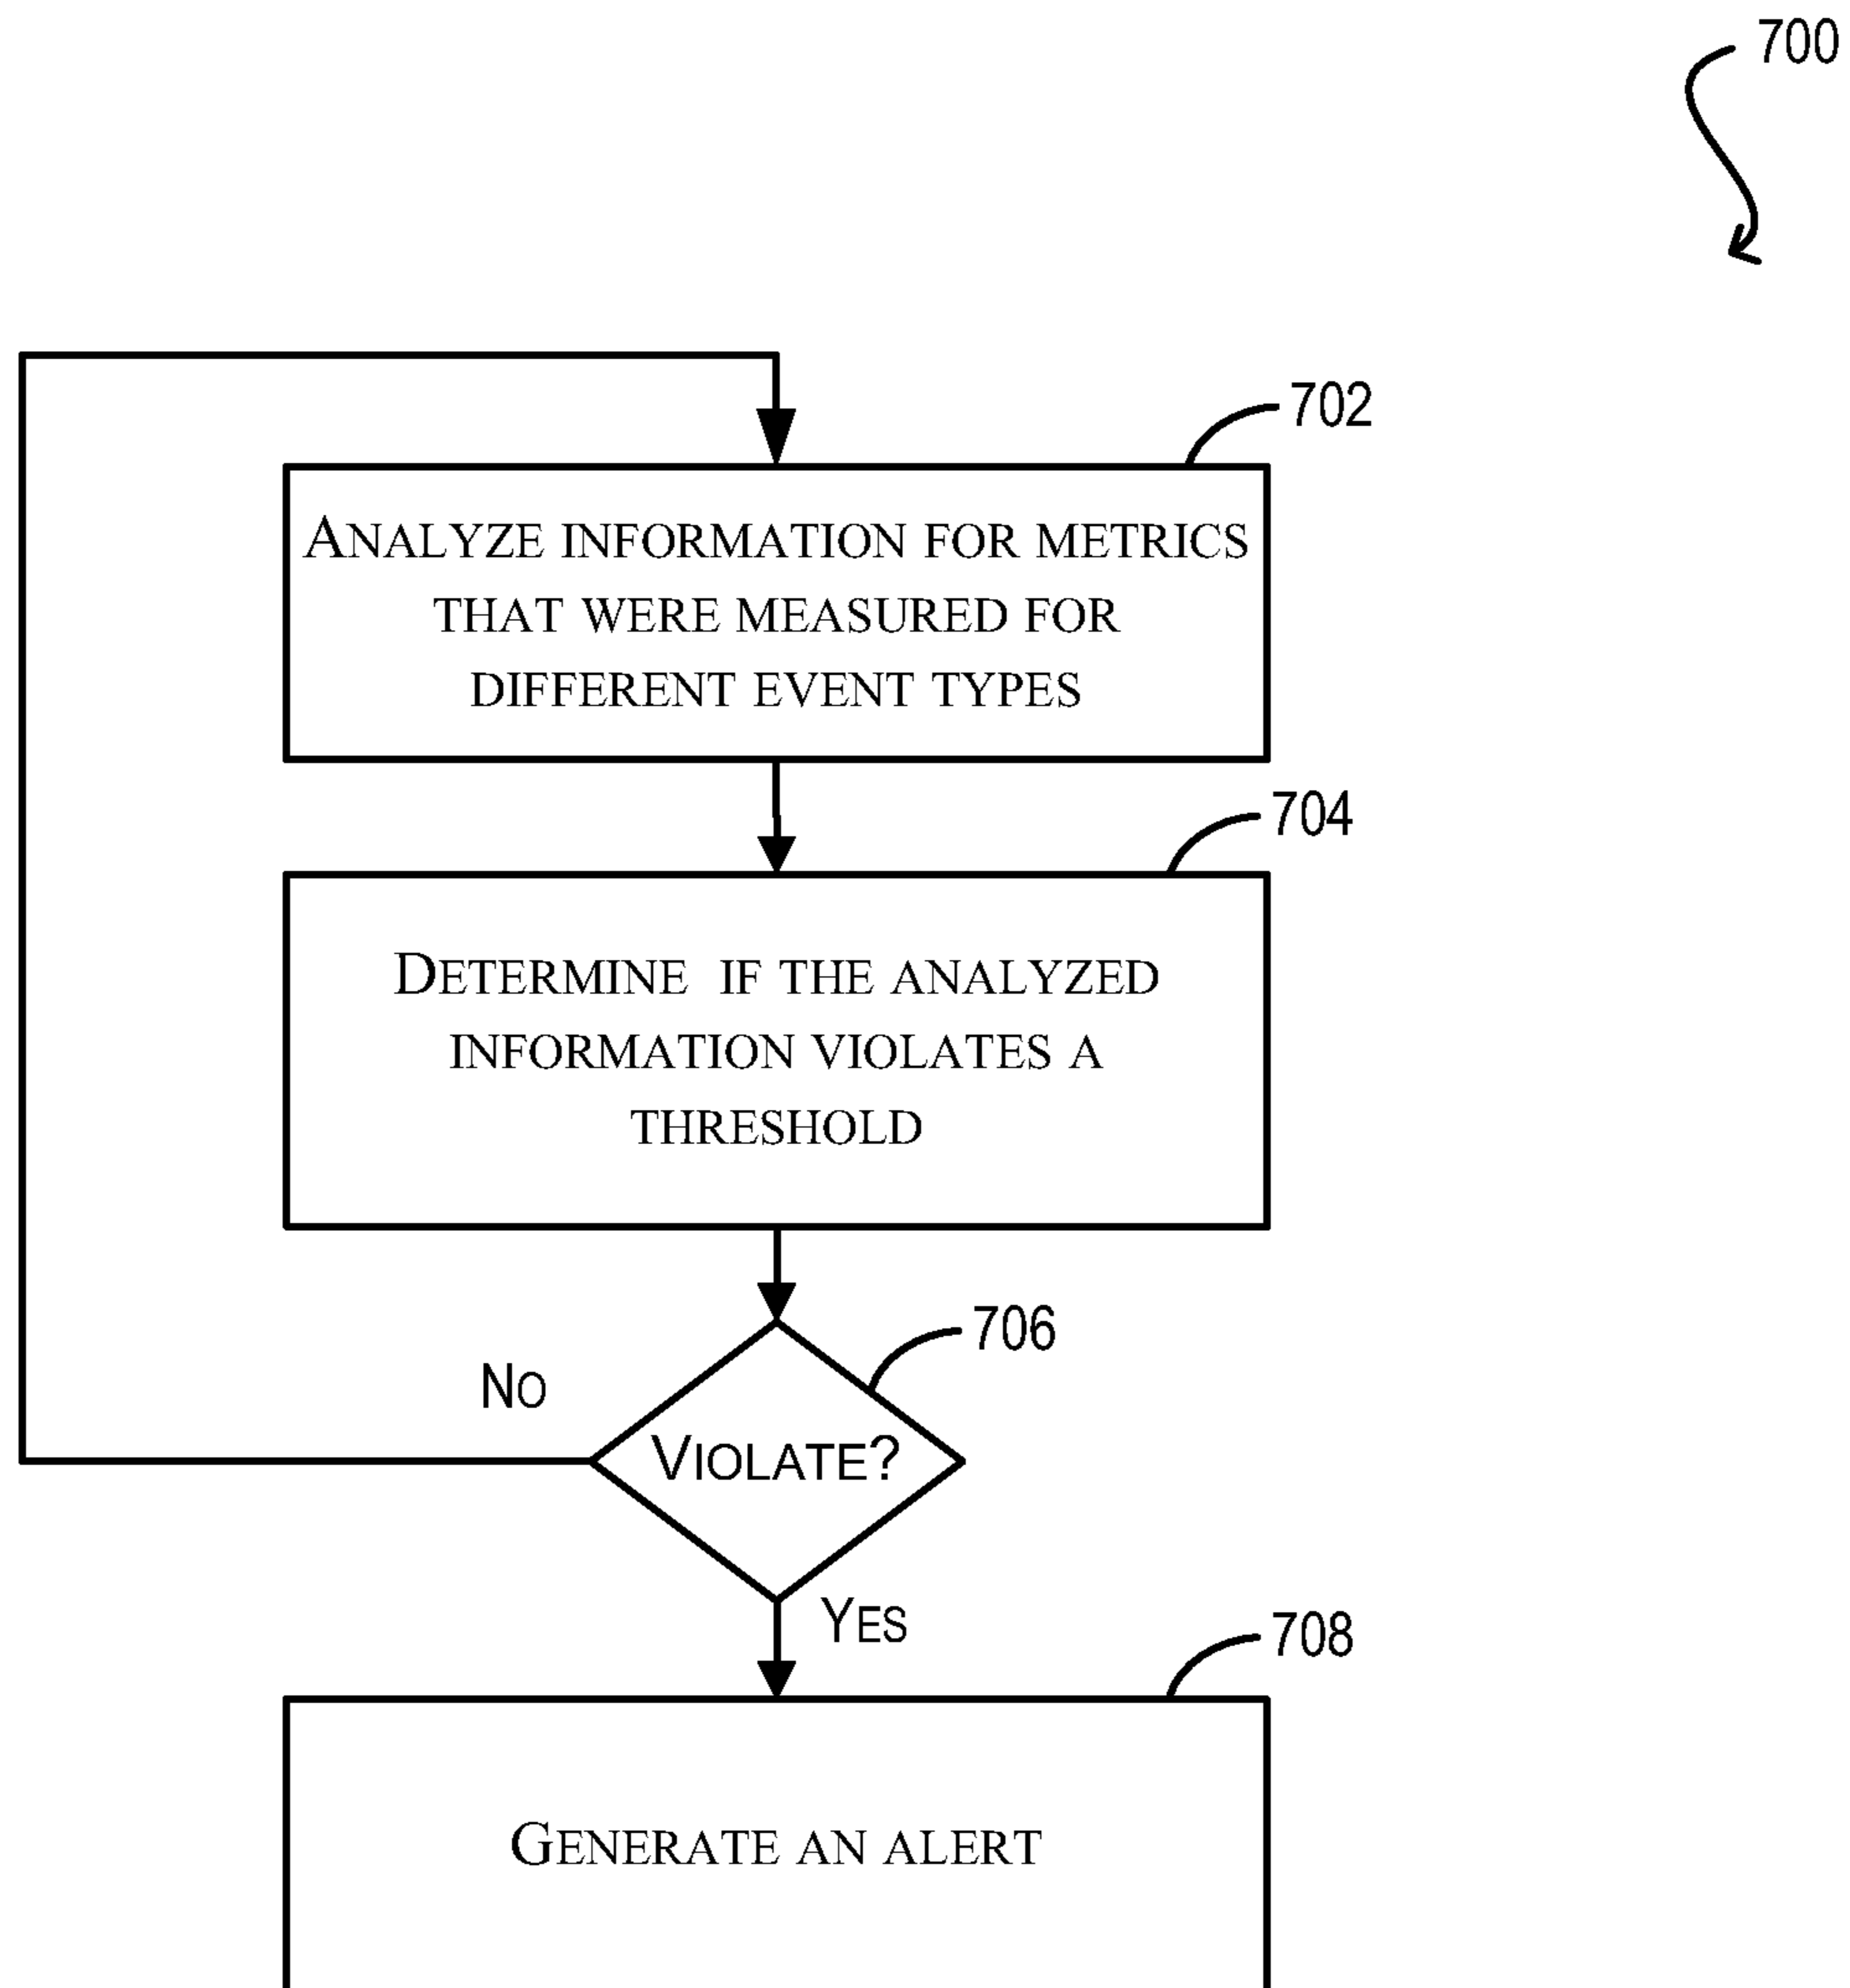 700
702
Analyze information for metrics
that were measured for
different event types
704
Determine if the analyzed
information violates a
threshold
706
No
Violate?
Yes
708
Generate an alert